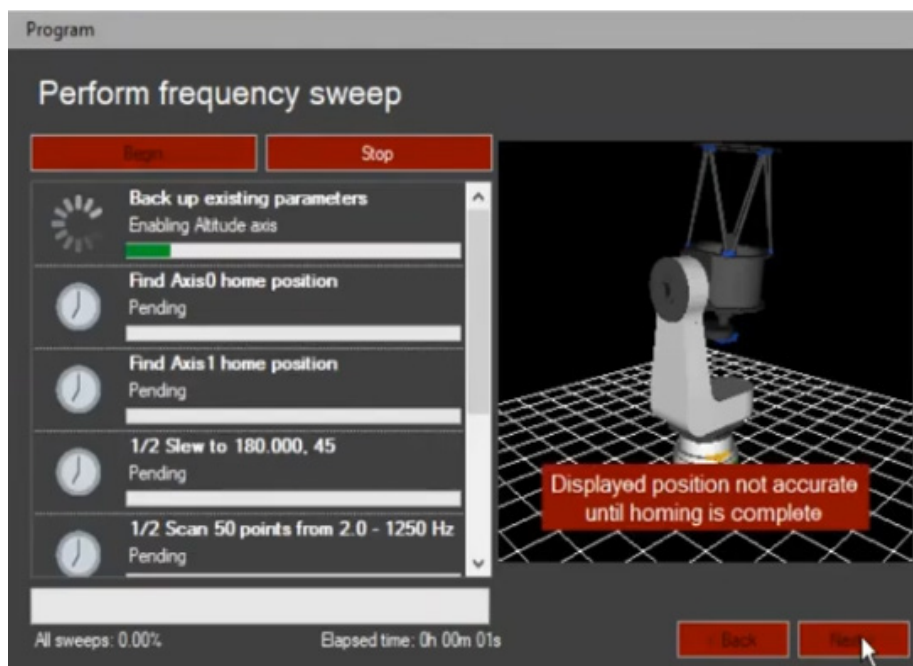 Program
Perform frequency sweep
Begin
Stop
Back up existing parameters
Enabling Altitude axis
Find Axis0 home position
Pending
Find Axis1 home position
Pending
1/2 Slew to 180.000, 45
Pending
1/2 Scan 50 points from 2.0 - 1250 Hz
Pending
Displayed position not accurate
until homing is complete
All sweeps: 0.00%
Elapsed time: 0h 00m 01s
< Back